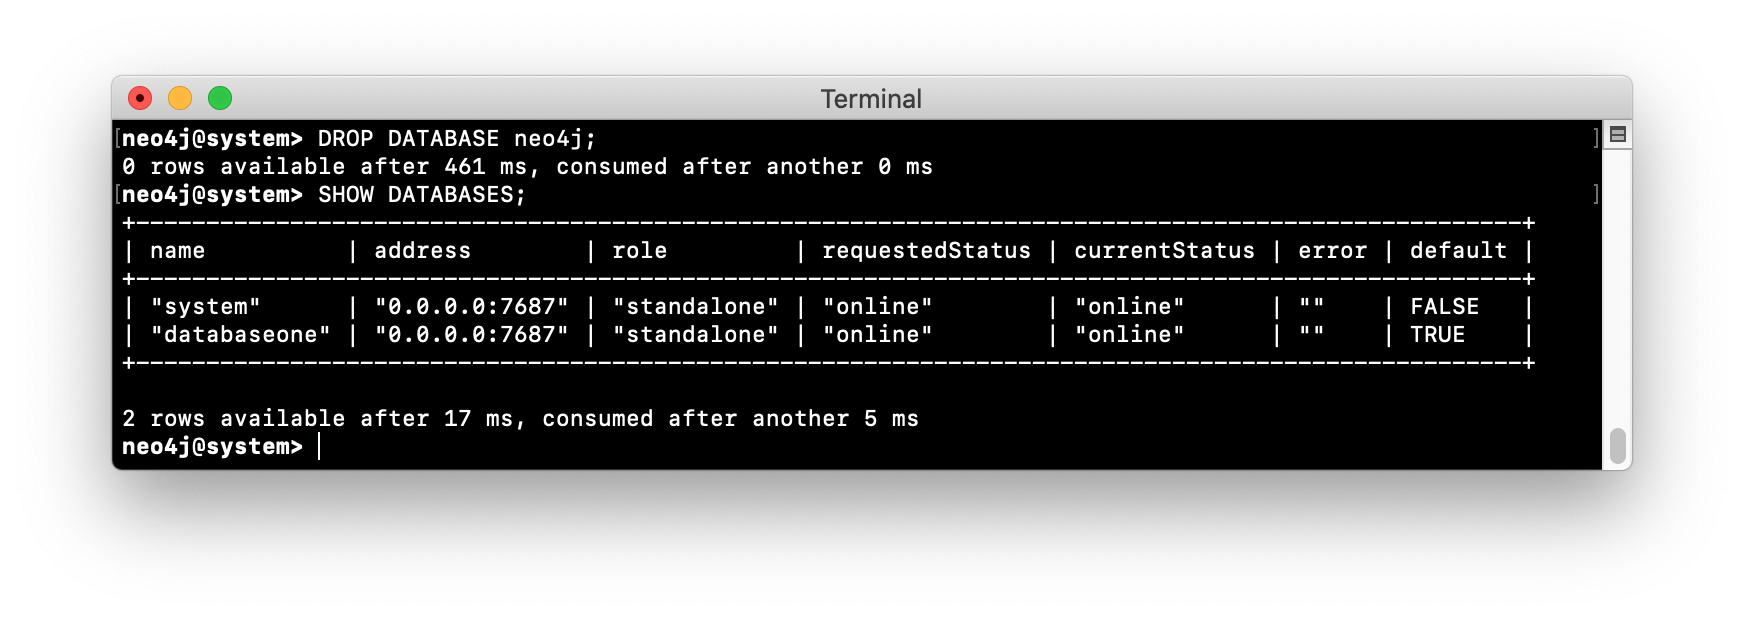 Terminal
neo4j@system> DROP DATABASE neo4j;
0 rows available after 461 ms, consumed after another 0 ms
neo4j@system> SHOW DATABASES;
+---------------------------------------------------------------------------------------------------+
| name          | address        | role         | requestedStatus | currentStatus | error | default |
+---------------------------------------------------------------------------------------------------+
| "system"      | "0.0.0.0:7687" | "standalone" | "online"        | "online"      | ""    | FALSE   |
| "databaseone" | "0.0.0.0:7687" | "standalone" | "online"        | "online"      | ""    | TRUE    |
+---------------------------------------------------------------------------------------------------+
2 rows available after 17 ms, consumed after another 5 ms
neo4j@system>